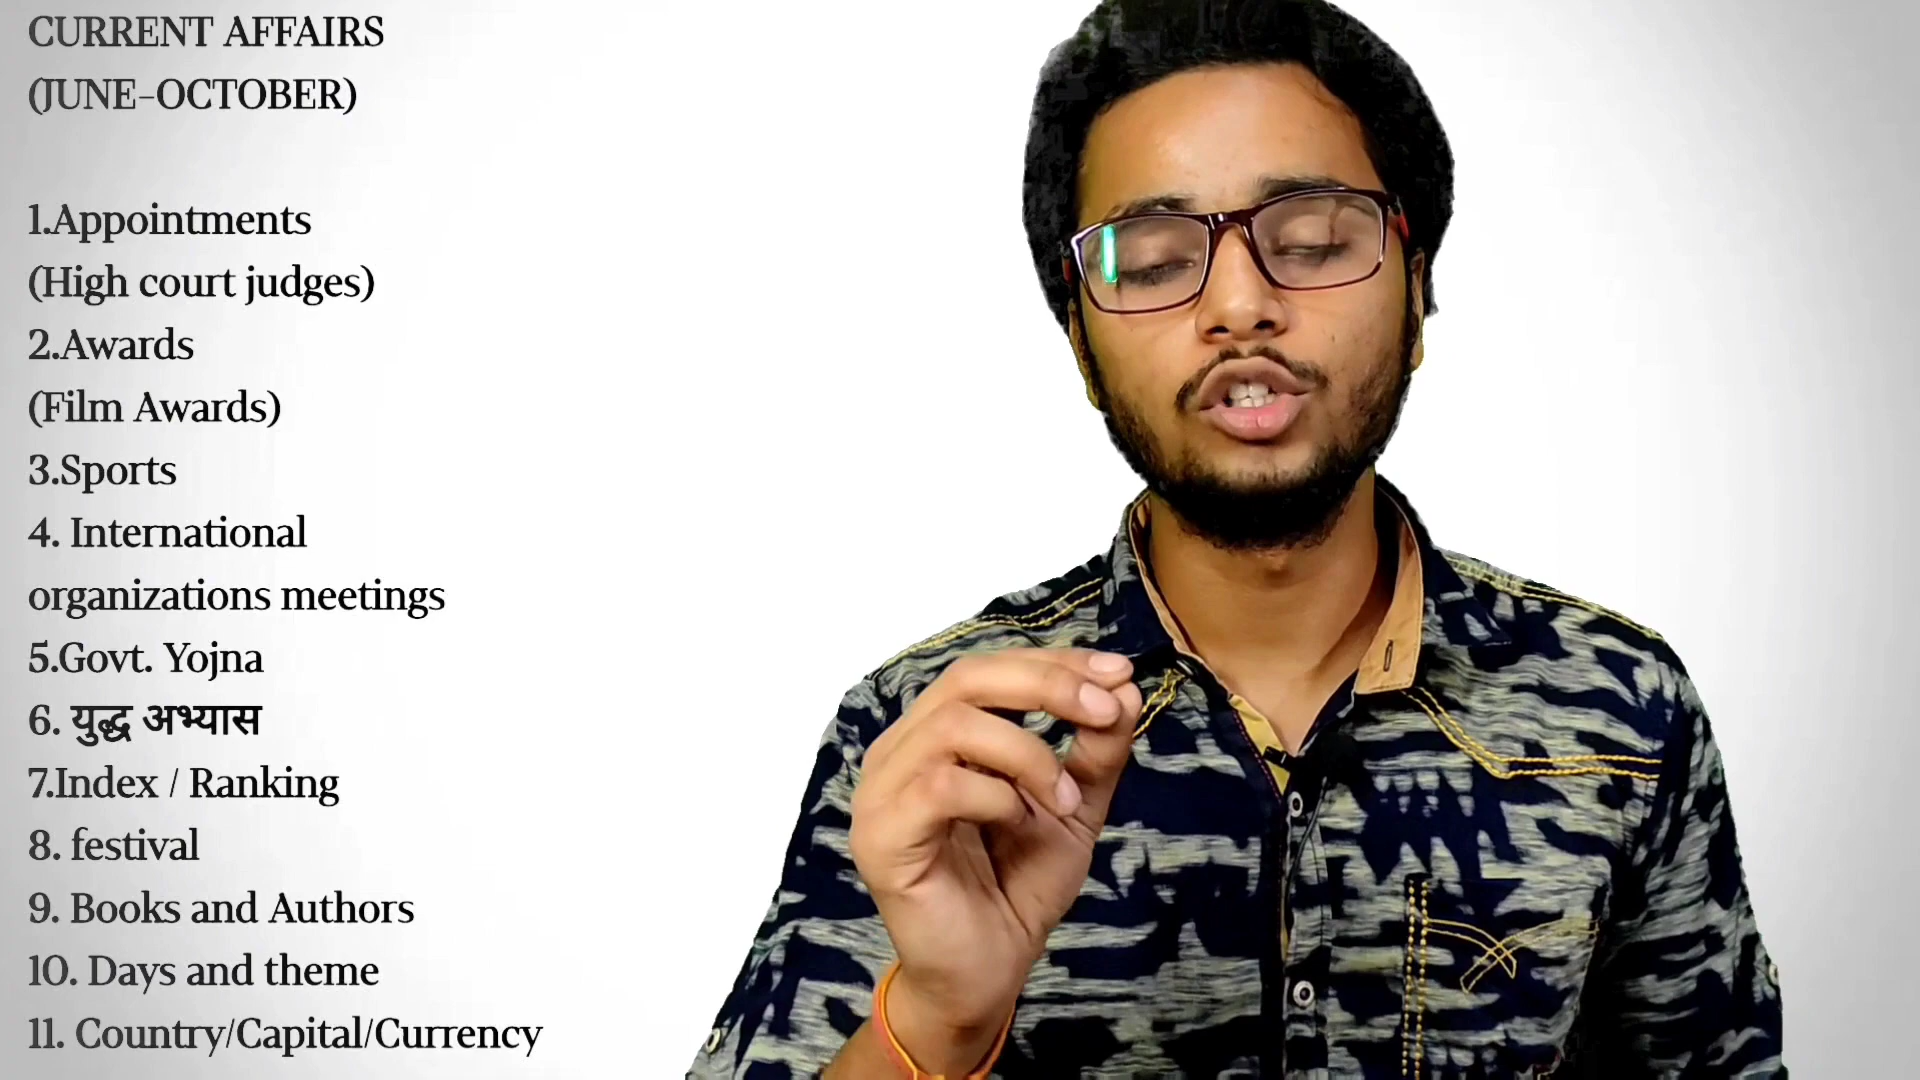 CURRENT AFFAIRS
(JUNE-OCTOBER)
1.Appointments
(High court judges)
2.Awards
(Film Awards)
3.Sports
4. International
organizations meetings
5.Govt. Yojna
6. युद्ध अभ्यास
7.Index / Ranking
8. festival
9. Books and Authors
10. Days and theme
11. Country/Capital/Currency